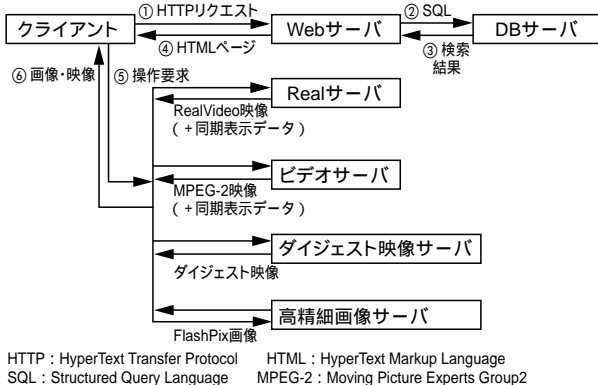 ① HTTPリクエスト
② SQL
クライアント
Webサーバ
DBサーバ
④ HTMLページ
③ 検索
結果
⑥ 画像・映像
⑤ 操作要求
Realサーバ
RealVideo映像
(+同期表示データ)
ビデオサーバ
MPEG-2映像
(+同期表示データ)
ダイジェスト映像サーバ
ダイジェスト映像
高精細画像サーバ
FlashPix画像
HTTP:HyperText Transfer Protocol HTML:HyperText Markup Language
SQL:Structured Query Language MPEG-2:Moving Picture Experts Group2